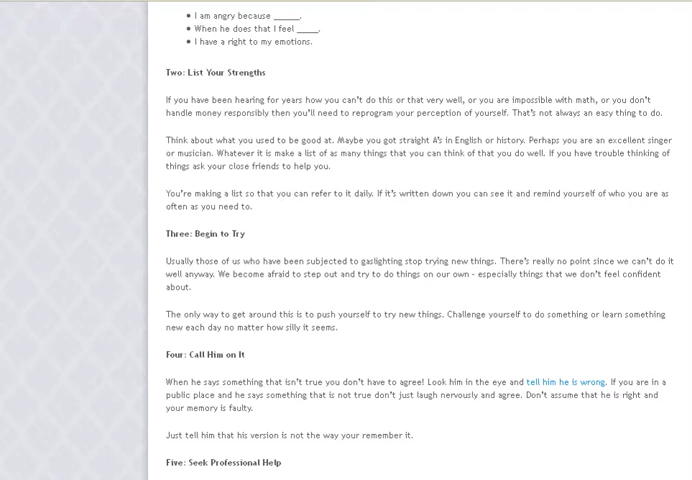 • I am angry because ______.
• When he does that I feel _____.
• I have a right to my emotions.
Two: List Your Strengths
If you have been hearing for years how you can't do this or that very well, or you are impossible with math, or you don't
handle money responsibly then you'll need to reprogram your perception of yourself. That's not always an easy thing to do.
Think about what you used to be good at. Maybe you got straight A's in English or history. Perhaps you are an excellent singer
or musician. Whatever it is make a list of as many things that you can think of that you do well. If you have trouble thinking of
things ask your close friends to help you.
You're making a list so that you can refer to it daily. If it's written down you can see it and remind yourself of who you are as
often as you need to.
Three: Begin to Try
Usually those of us who have been subjected to gaslighting stop trying new things. There's really no point since we can't do it
well anyway. We become afraid to step out and try to do things on our own - especially things that we don't feel confident
about.
The only way to get around this is to push yourself to try new things. Challenge yourself to do something or learn something
new each day no matter how silly it seems.
Four: Call Him on It
When he says something that isn't true you don't have to agree! Look him in the eye and tell him he is wrong. If you are in a
public place and he says something that is not true don't just laugh nervously and agree. Don't assume that he is right and
your memory is faulty.
Just tell him that his version is not the way your remember it.
Five: Seek Professional Help